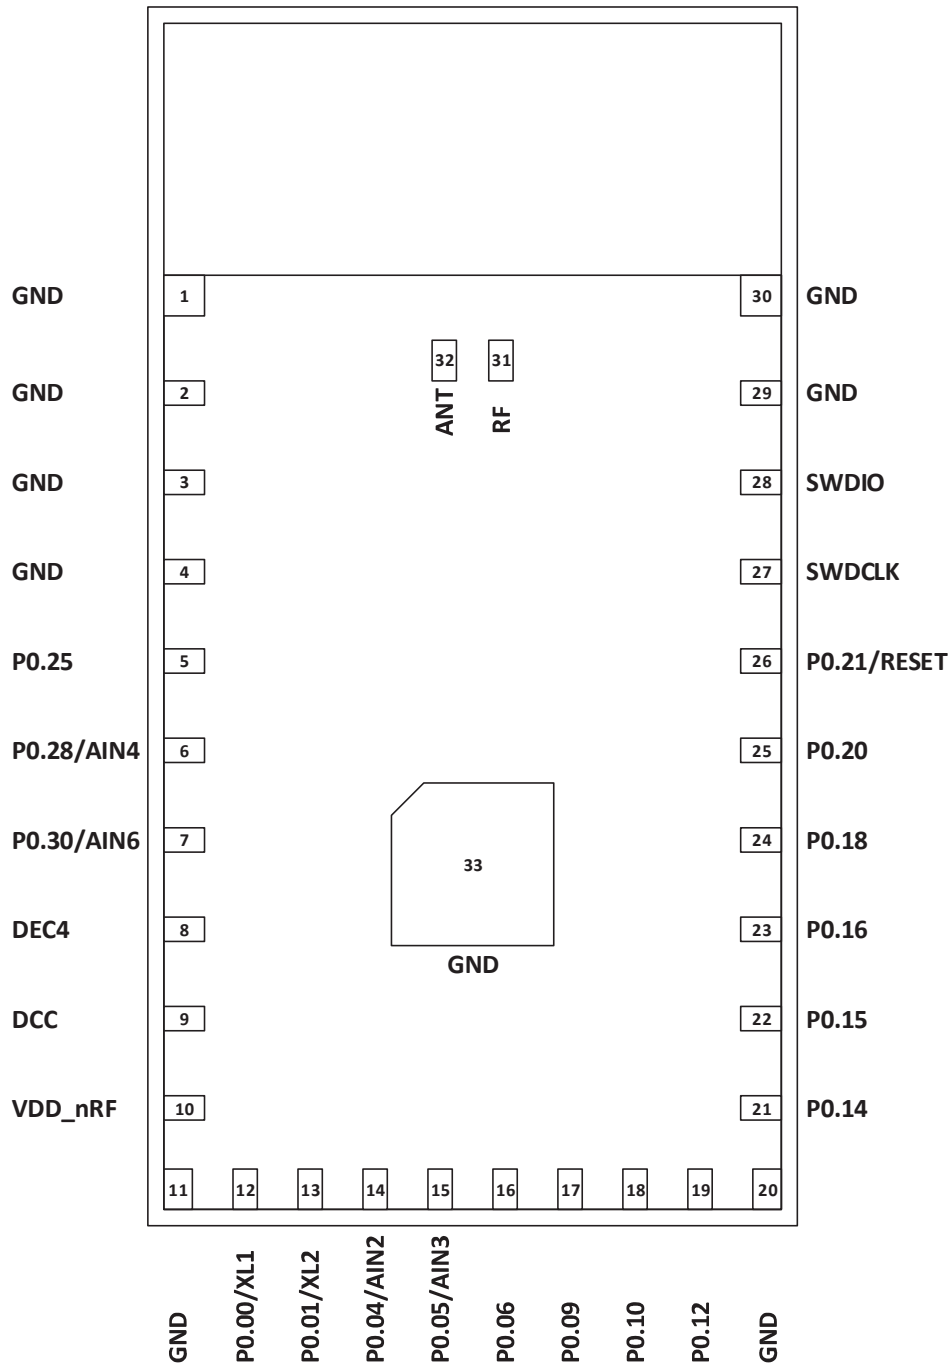 GND 1 30 GND
32 31
ANT RF
GND 2 29 GND
GND 3 28 SWDIO
GND 4 27 SWDCLK
P0.25 5 26 P0.21/RESET
P0.28/AIN4 6 25 P0.20
P0.30/AIN6 7 24 P0.18
33
DEC4 8 23 P0.16
GND
DCC 9 22 P0.15
VDD_nRF 10 21 P0.14
11 12 13 14 15 16 17 18 19 20
GND P0.00/XL1 P0.01/XL2 P0.04/AIN2 P0.05/AIN3 P0.06 P0.09 P0.10 P0.12 GND